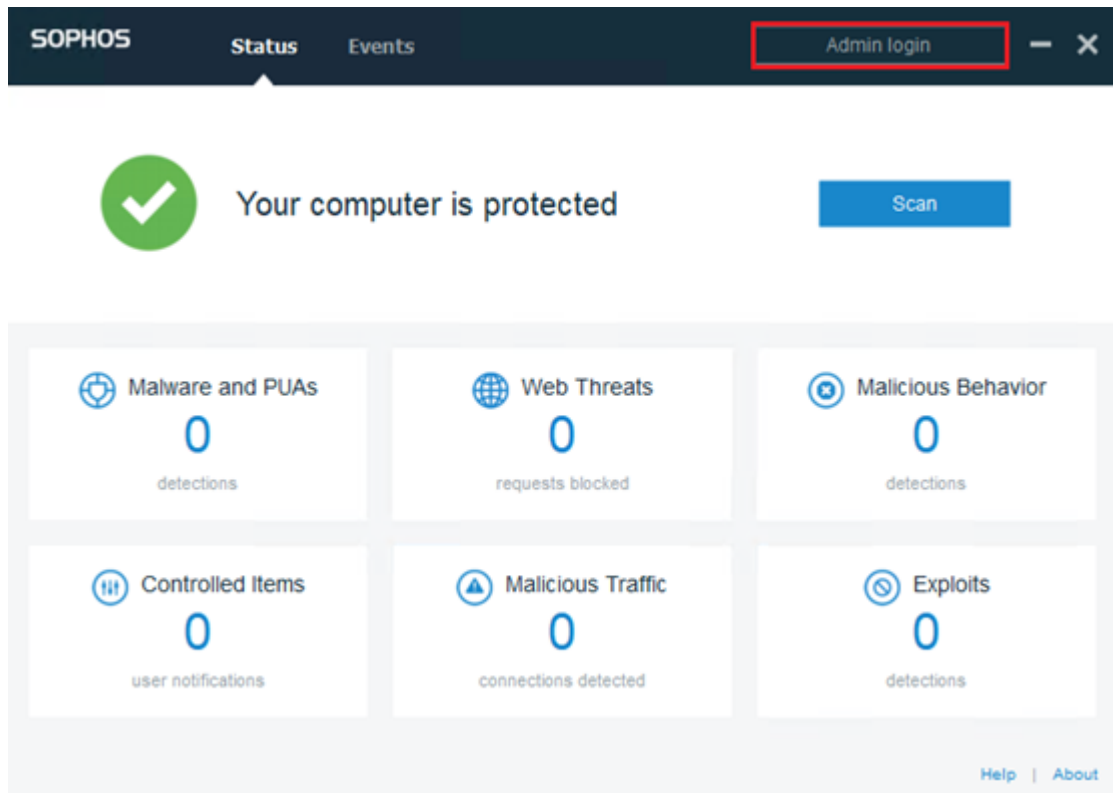 SOPHOS Status Events Admin login
Your computer is protected Scan
Malware and PUAs
0
detections
Web Threats
0
requests blocked
Malicious Behavior
0
detections
Controlled Items
0
user notifications
Malicious Traffic
0
connections detected
Exploits
0
detections
Help | About